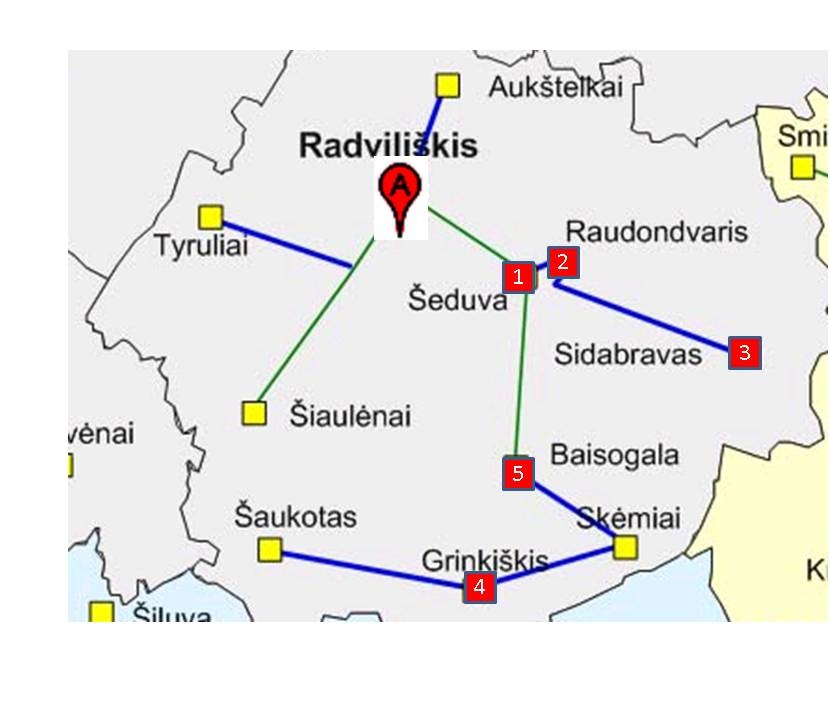 Aukštelkai
Radviliškis
Smi
A
Tyruliai
Raudondvaris
2
1
Šeduva
3
Sidabravas
Šiaulėnai
vėnai
Baisogala
5
Šaukotas
Skėmiai
Grinkiškis
4
K
Šiluva